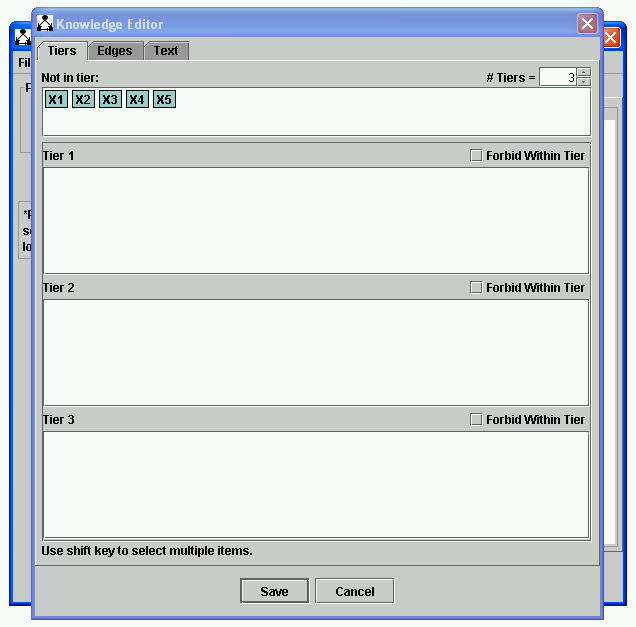 Knowledge Editor
Fil
Tiers Edges Text
Not in tier: # Tiers = 3
X1 X2 X3 X4 X5
Tier 1 Forbid Within Tier
Tier 2 Forbid Within Tier
Tier 3 Forbid Within Tier
Use shift key to select multiple items.
Save Cancel